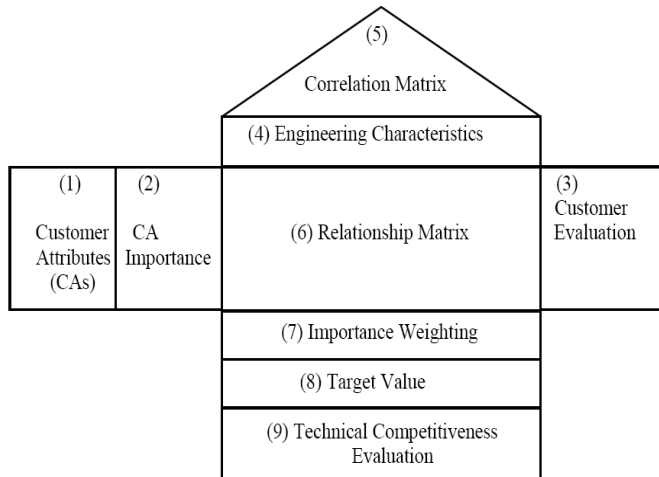 (5)
Correlation Matrix
(4) Engineering Characteristics
(1)
Customer
Attributes
(CAs)
(2)
CA
Importance
(6) Relationship Matrix
(3)
Customer
Evaluation
(7) Importance Weighting
(8) Target Value
(9) Technical Competitiveness
Evaluation